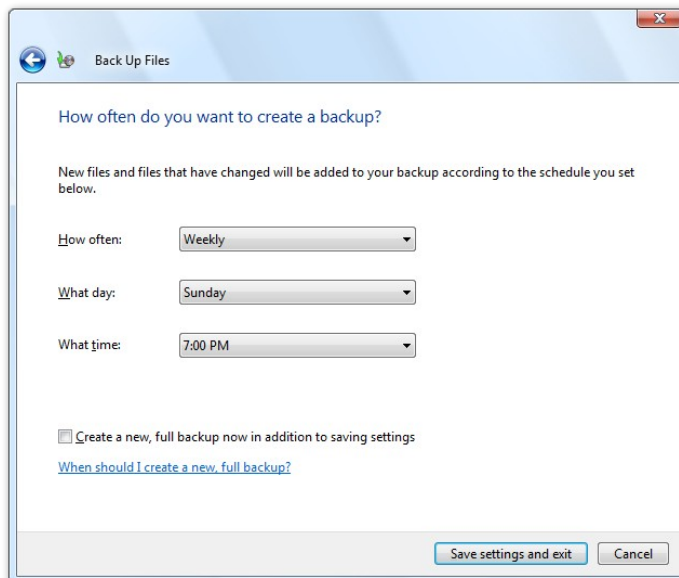 Back Up Files
How often do you want to create a backup?
New files and files that have changed will be added to your backup according to the schedule you set
below.
How often: Weekly
What day: Sunday
What time: 7:00 PM
Create a new, full backup now in addition to saving settings
When should I create a new, full backup?
Save settings and exit Cancel